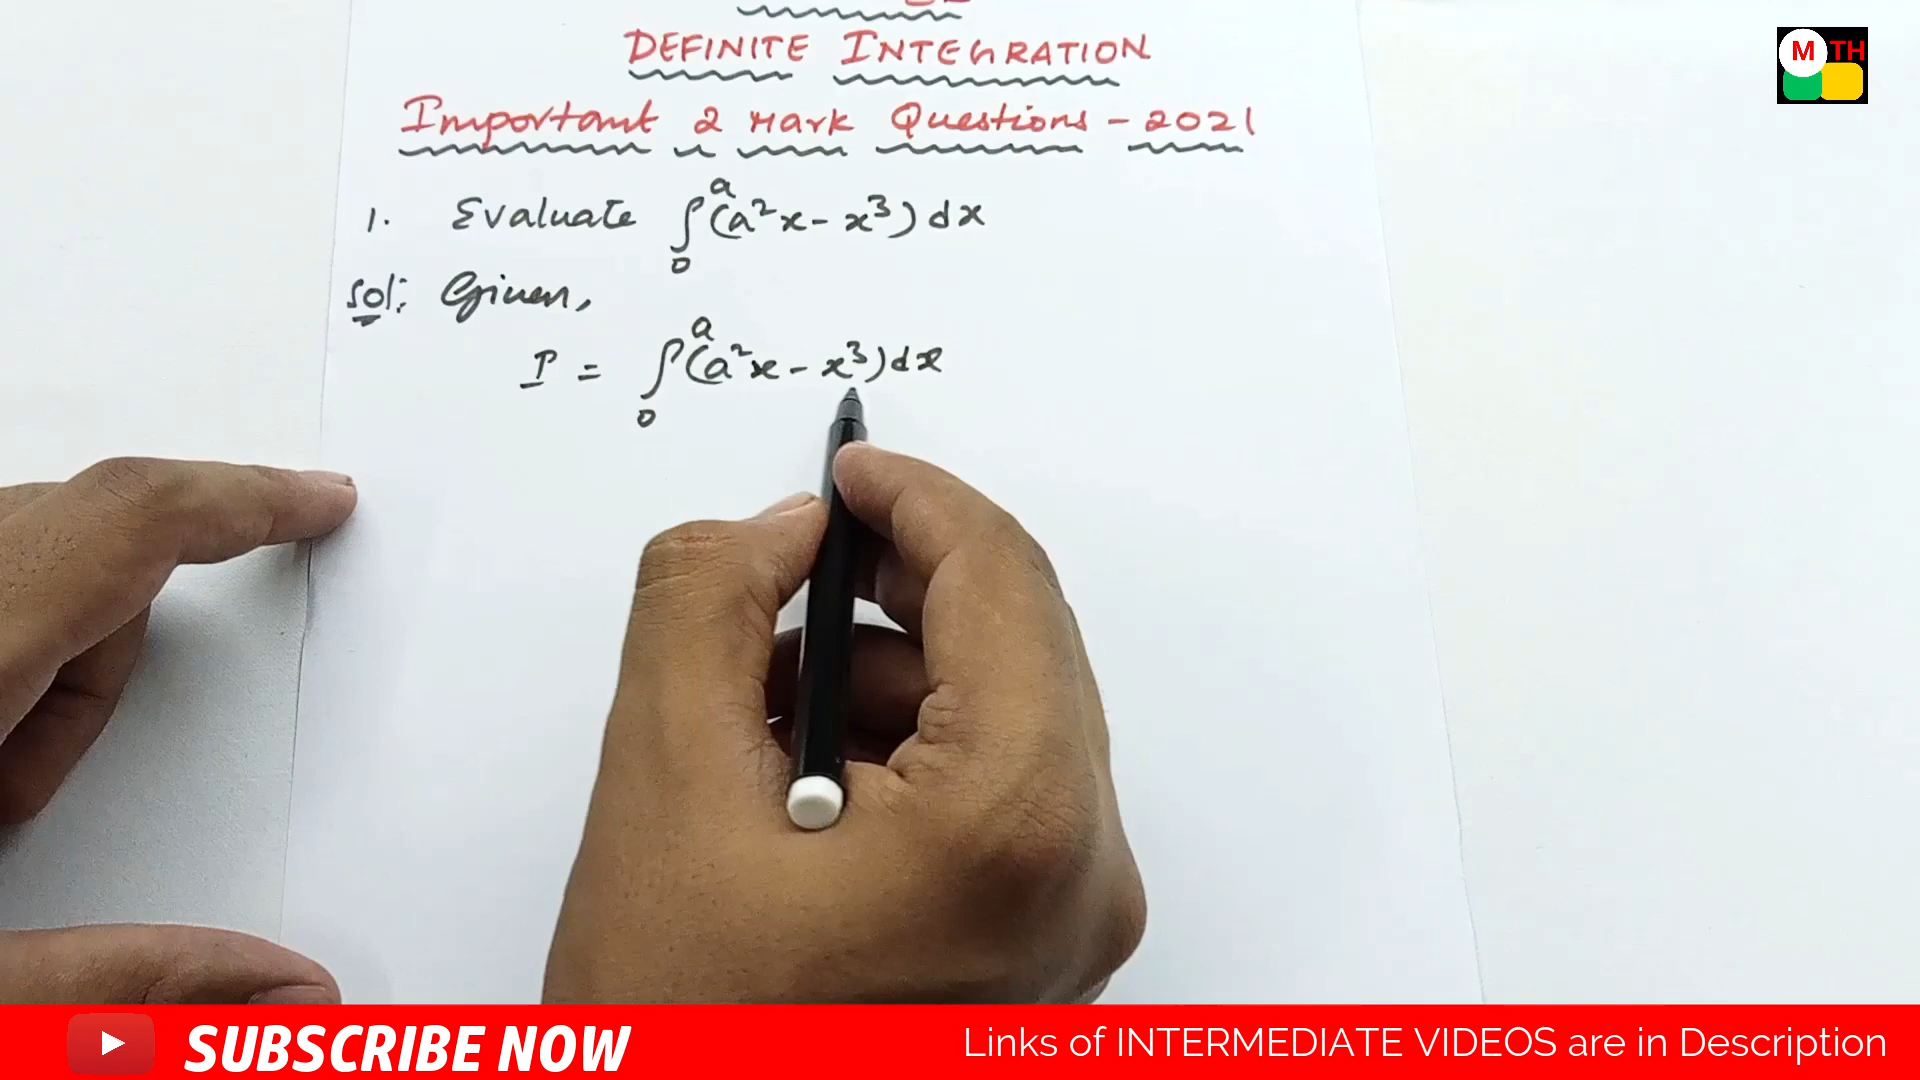 DEFINITE INTEGRATION
Important 2 Mark Questions - 2021
1. Evaluate ∫₀ᵃ (a²x - x³) dx
Sol: Given,
I = ∫₀ᵃ (a²x - x³) dx
M TH
SUBSCRIBE NOW
Links of INTERMEDIATE VIDEOS are in Description